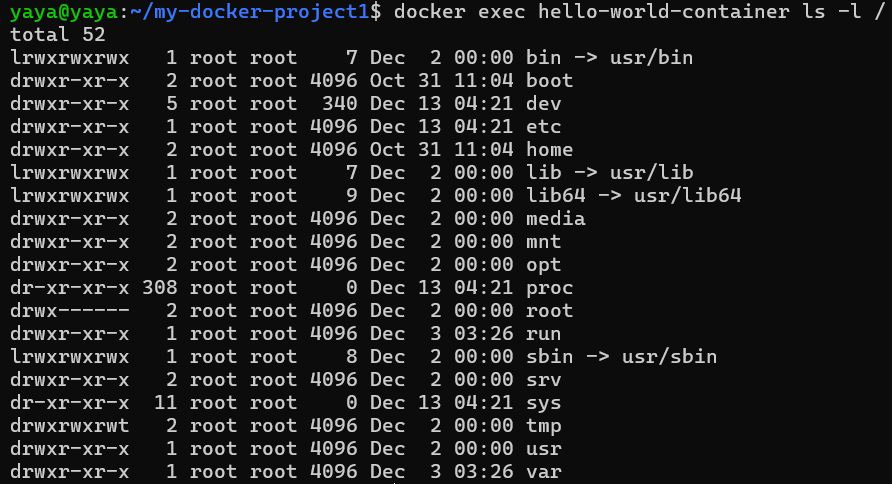 yaya@yaya:~/my-docker-project1$ docker exec hello-world-container ls -l /
total 52
lrwxrwxrwx   1 root root    7 Dec  2 00:00 bin -> usr/bin
drwxr-xr-x   2 root root 4096 Oct 31 11:04 boot
drwxr-xr-x   5 root root  340 Dec 13 04:21 dev
drwxr-xr-x   1 root root 4096 Dec 13 04:21 etc
drwxr-xr-x   2 root root 4096 Oct 31 11:04 home
lrwxrwxrwx   1 root root    7 Dec  2 00:00 lib -> usr/lib
lrwxrwxrwx   1 root root    9 Dec  2 00:00 lib64 -> usr/lib64
drwxr-xr-x   2 root root 4096 Dec  2 00:00 media
drwxr-xr-x   2 root root 4096 Dec  2 00:00 mnt
drwxr-xr-x   2 root root 4096 Dec  2 00:00 opt
dr-xr-xr-x 308 root root    0 Dec 13 04:21 proc
drwx------   2 root root 4096 Dec  2 00:00 root
drwxr-xr-x   1 root root 4096 Dec  3 03:26 run
lrwxrwxrwx   1 root root    8 Dec  2 00:00 sbin -> usr/sbin
drwxr-xr-x   2 root root 4096 Dec  2 00:00 srv
dr-xr-xr-x  11 root root    0 Dec 13 04:21 sys
drwxrwxrwt   2 root root 4096 Dec  2 00:00 tmp
drwxr-xr-x   1 root root 4096 Dec  2 00:00 usr
drwxr-xr-x   1 root root 4096 Dec  3 03:26 var